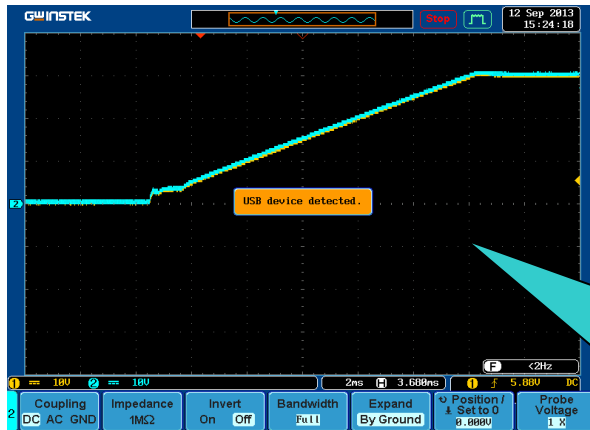 GWINSTEK
Stop
12 Sep 2013
15:24:18
2
USB device detected.
F <2Hz
1 10V 2 10V
2ms H 3.680ms
1 5.88V DC
2
Coupling
DC AC GND
Impedance
1MΩ
Invert
On Off
Bandwidth
Full
Expand
By Ground
Position /
Set to 0
0.000V
Probe
Voltage
1 X